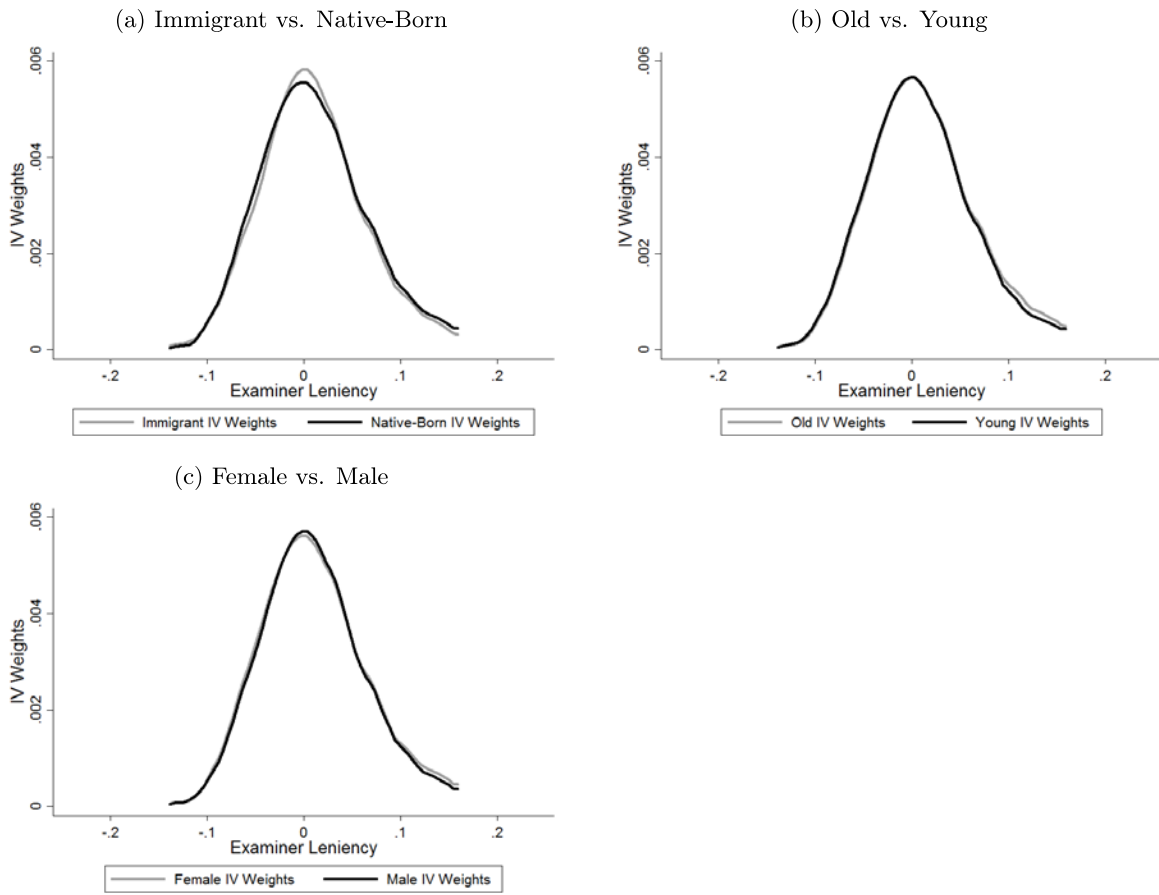 (a) Immigrant vs. Native-Born
IV Weights
.006
.004
.002
0
-.2 -.1 0 .1 .2
Examiner Leniency
Immigrant IV Weights Native-Born IV Weights
(b) Old vs. Young
IV Weights
.006
.004
.002
0
-.2 -.1 0 .1 .2
Examiner Leniency
Old IV Weights Young IV Weights
(c) Female vs. Male
IV Weights
.006
.004
.002
0
-.2 -.1 0 .1 .2
Examiner Leniency
Female IV Weights Male IV Weights